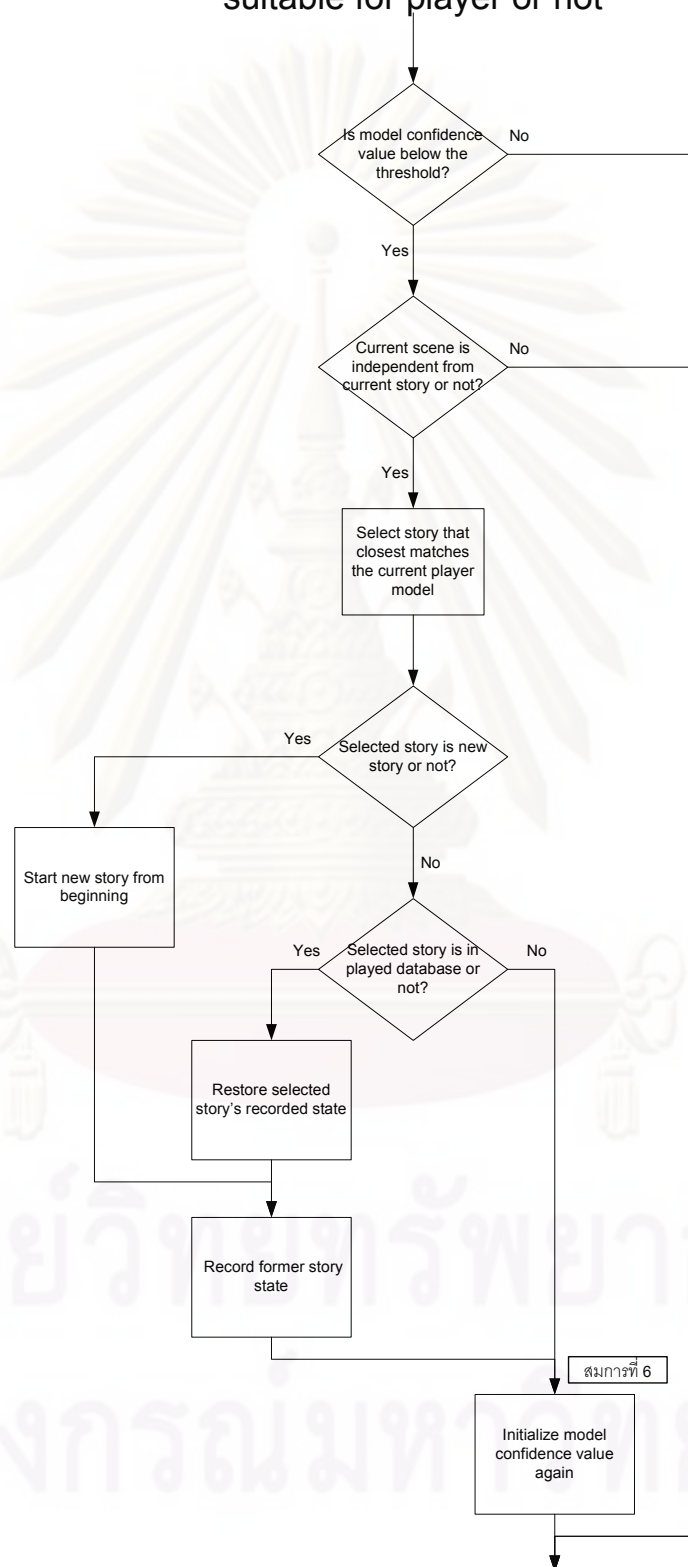 suitable for player or not
Is model confidence
value below the
threshold?
No
Yes
Current scene is
independent from
current story or not?
No
Yes
Select story that
closest matches
the current player
model
Yes
Selected story is new
story or not?
Start new story from
beginning
No
Yes
Selected story is in
played database or
not?
No
Restore selected
story's recorded state
Record former story
state
สมการที่ 6
Initialize model
confidence value
again